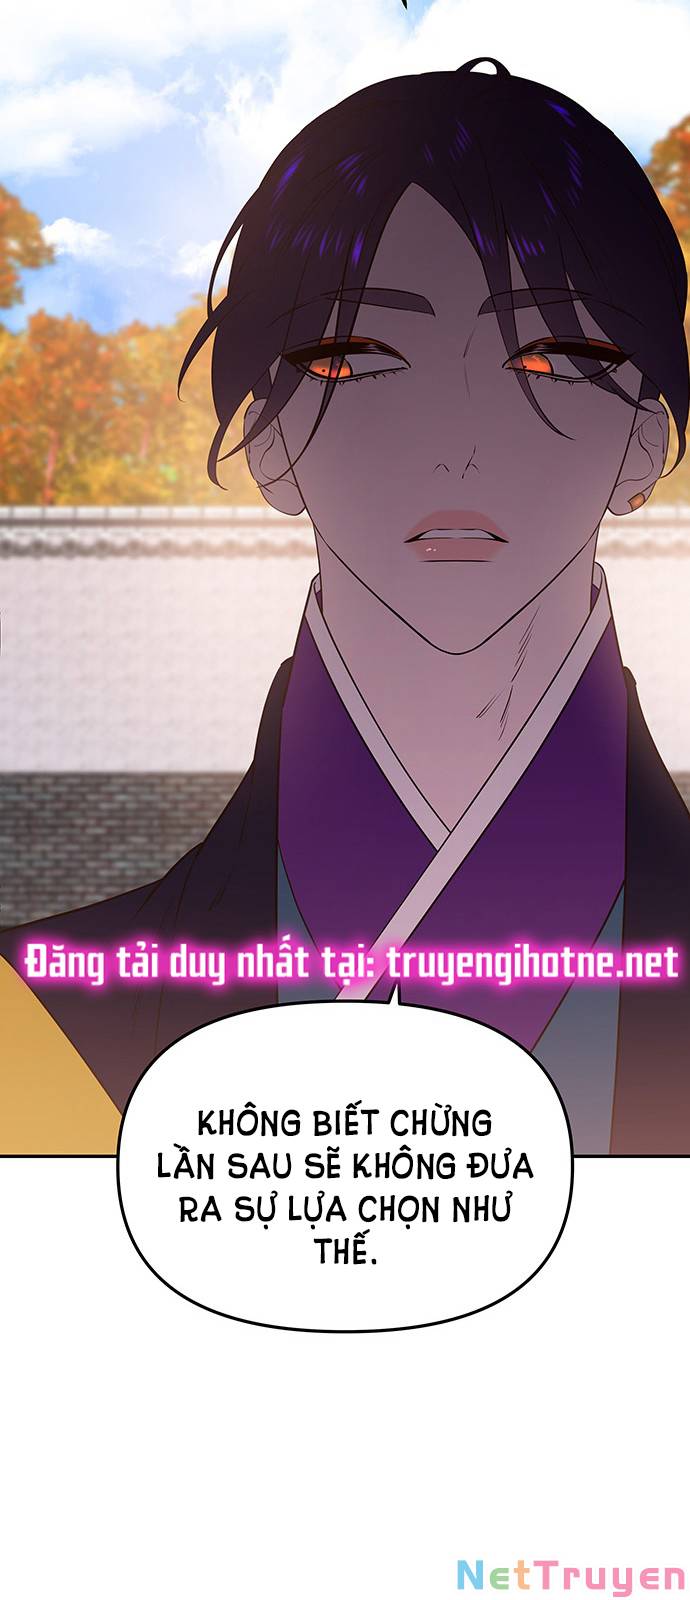 Đăng tải duy nhất tại: truyengihotne.net
KHÔNG BIẾT CHỪNG
LẦN SAU SẼ KHÔNG ĐƯA
RA SỰ LỰA CHỌN NHƯ
THẾ.
NetTruyen